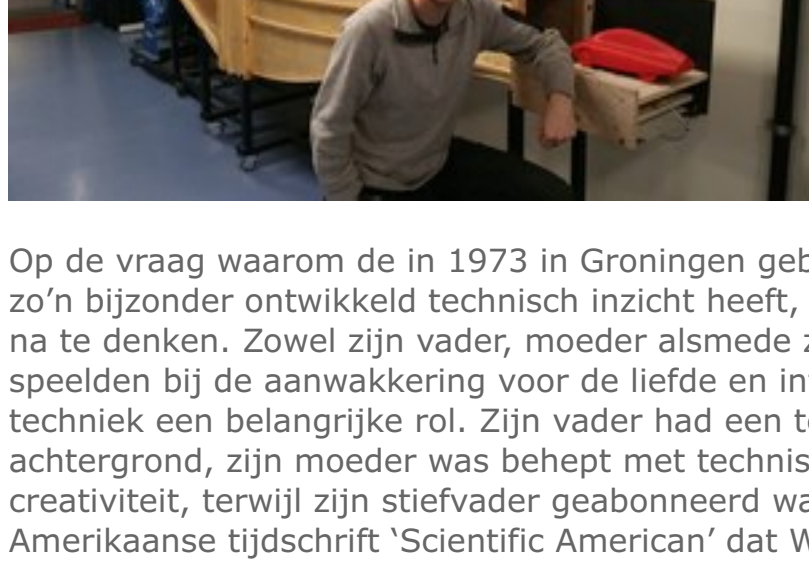 Op de vraag waarom de in 1973 in Groningen
zo’n bijzonder ontwikkeld technisch inzicht heeft,
na te denken. Zowel zijn vader, moeder alsmede
speelden bij de aanwakkering voor de liefde en
techniek een belangrijke rol. Zijn vader had een
achtergrond, zijn moeder was behept met
creativiteit, terwijl zijn stiefvader geabonneerd
Amerikaanse tijdschrift ‘Scientific American’ dat